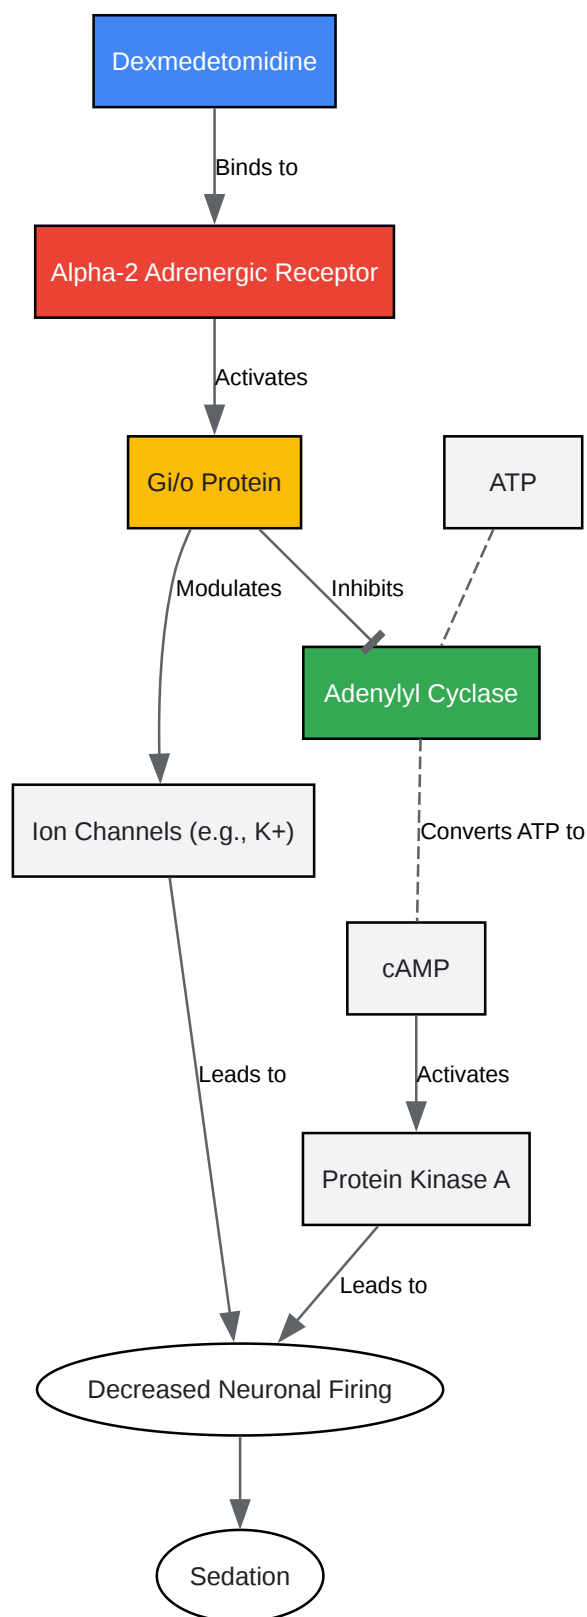 Dexmedetomidine
Binds to
Alpha-2 Adrenergic Receptor
Activates
Gi/o Protein
ATP
Modulates
Inhibits
Adenylyl Cyclase
Ion Channels (e.g., K+)
Converts ATP to
cAMP
Leads to
Activates
Protein Kinase A
Leads to
Decreased Neuronal Firing
Sedation